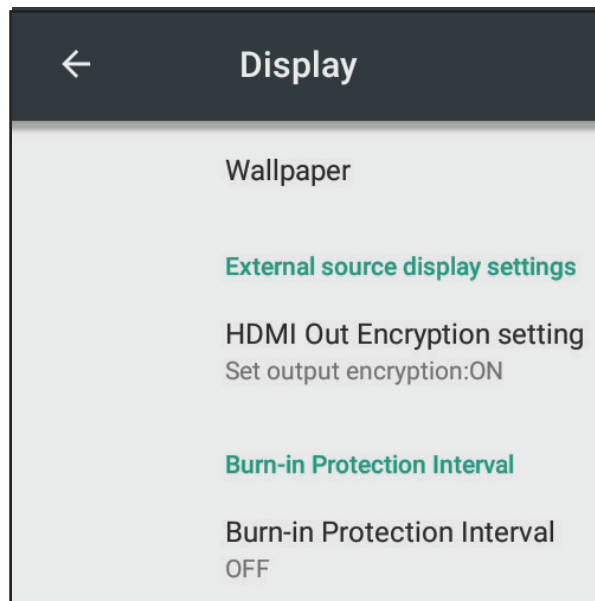 Display
Wallpaper
External source display settings
HDMI Out Encryption setting
Set output encryption:ON
Burn-in Protection Interval
Burn-in Protection Interval
OFF